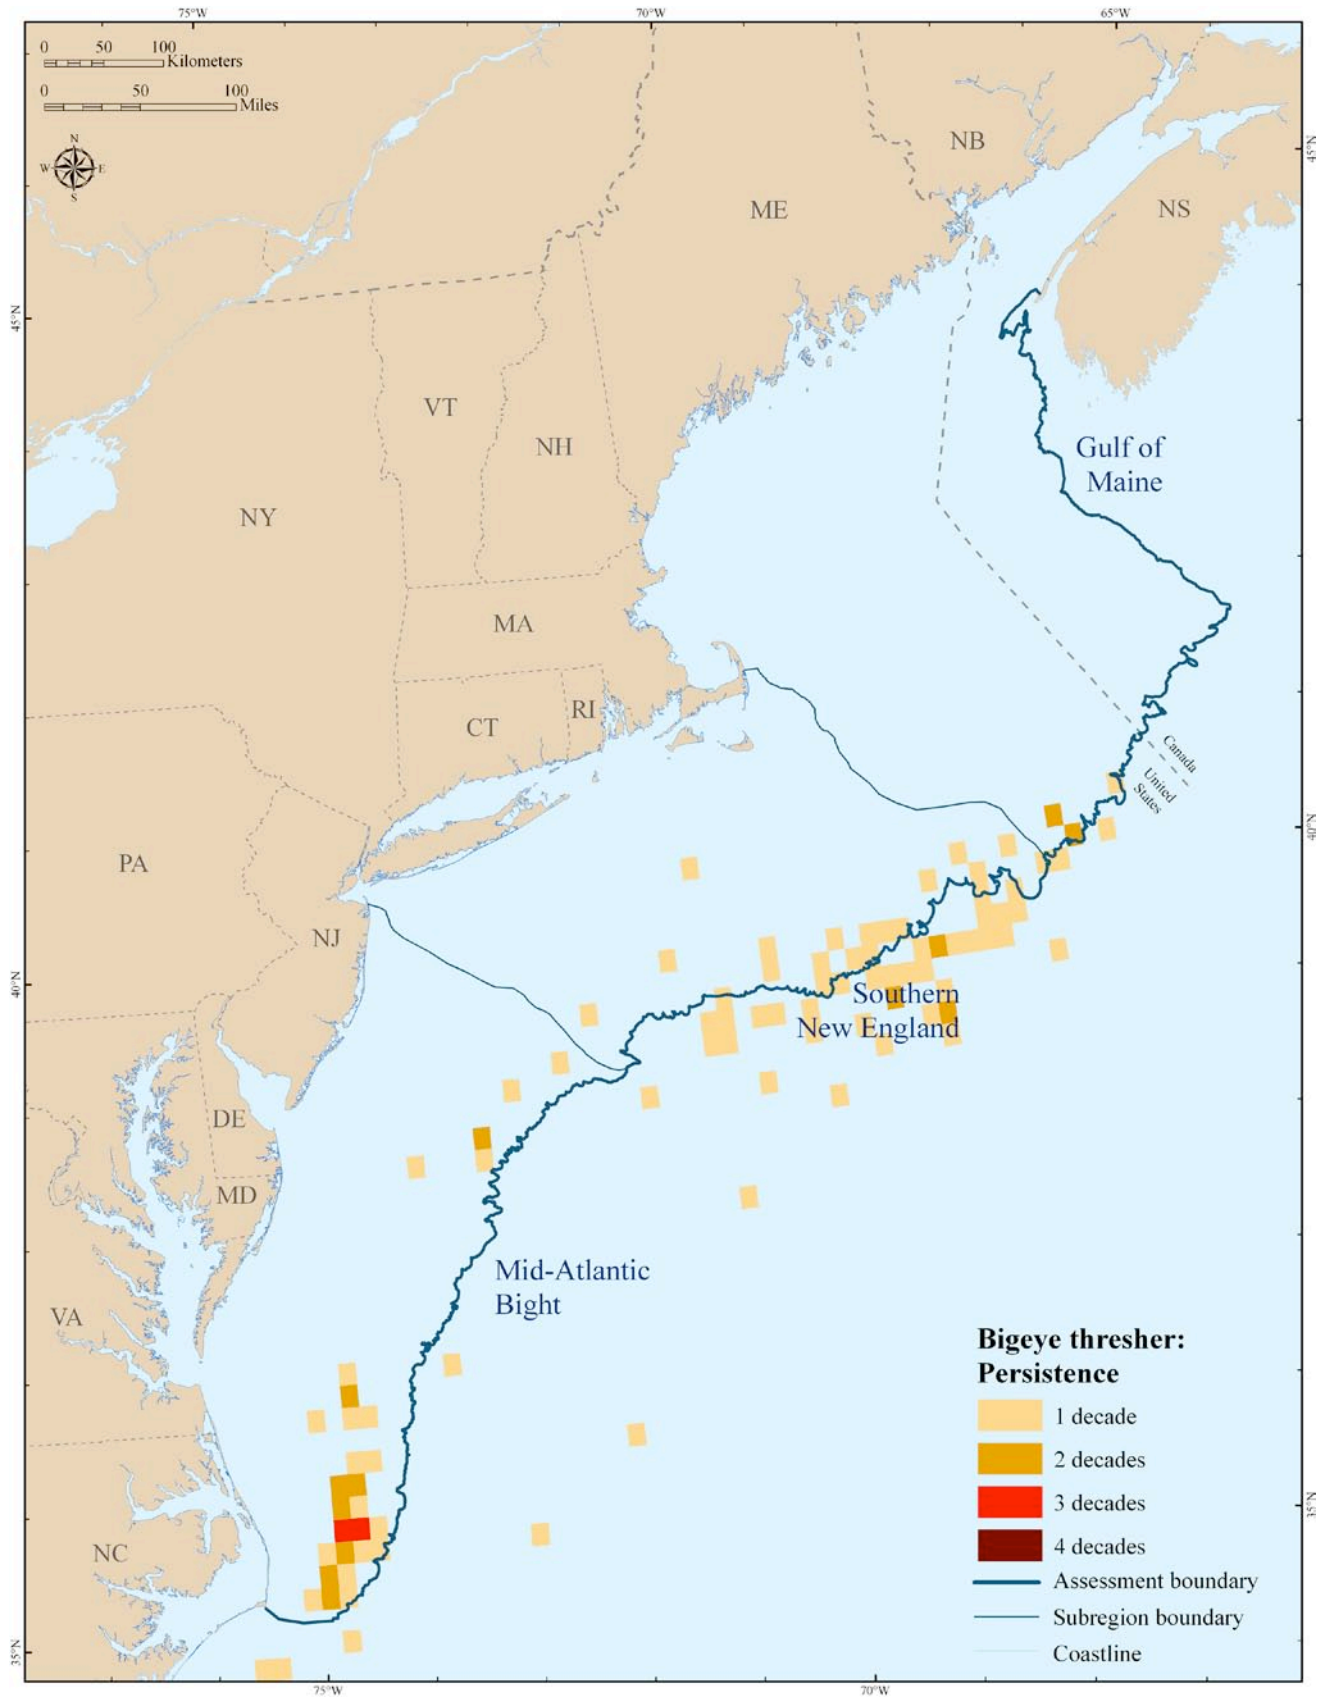 75°W 70°W 65°W
0 50 100
Kilometers
0 50 100
Miles
N
W E
S
NB
45°N
ME
NS
45°N
VT
NH
Gulf of
Maine
NY
MA
RI
CT
Canada
United
States
40°N
PA
NJ
40°N
Southern
New England
DE
MD
Mid-Atlantic
Bight
VA
Bigeye thresher:
Persistence
1 decade
2 decades
3 decades
35°N
4 decades
NC
Assessment boundary
Subregion boundary
Coastline
35°N
75°W 70°W